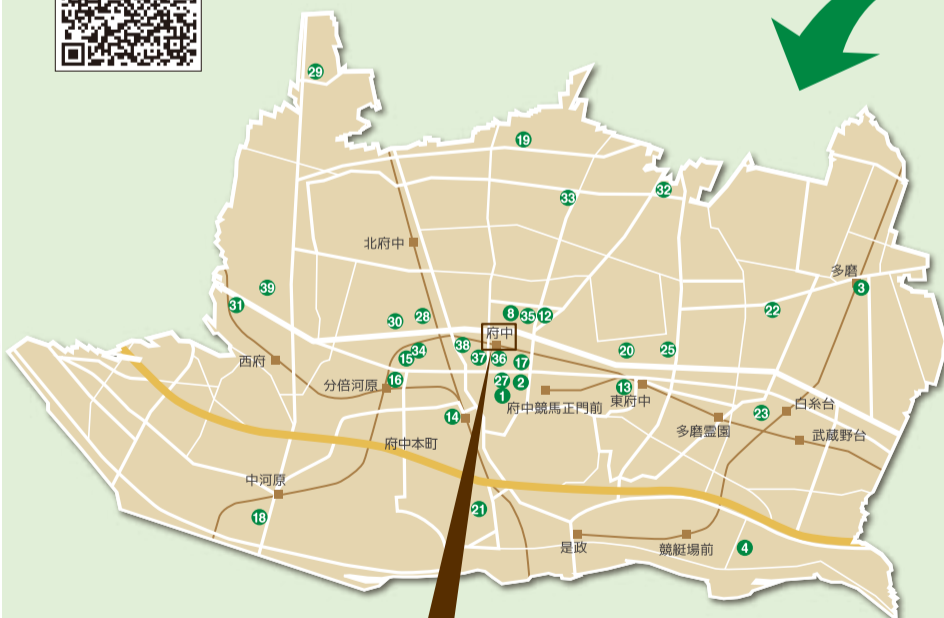 29
19
33
32
北府中
多磨
3
39
31
22
8
35
12
30
28
府中
38
37
36
17
15
34
20
25
西府
16
分倍河原
27
2
1
府中競馬正門前
13
東府中
白糸台
23
14
多磨霊園
武蔵野台
府中本町
中河原
18
21
是政
競艇場前
4